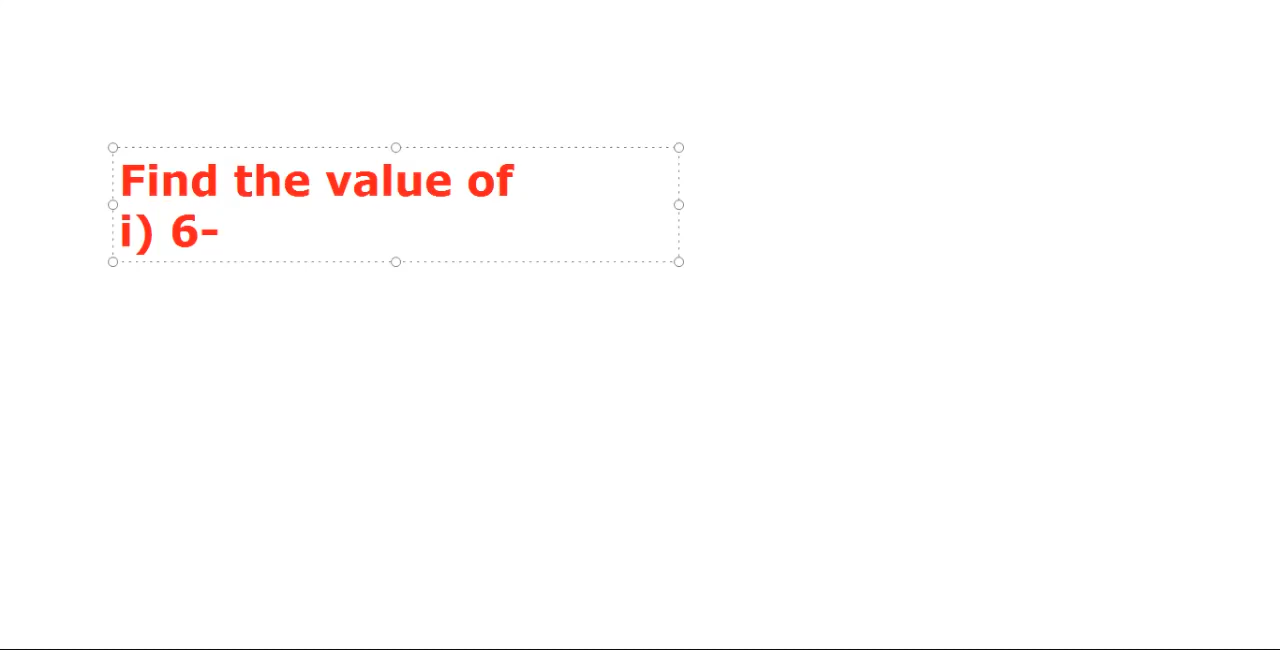 Find the value of
i) 6-